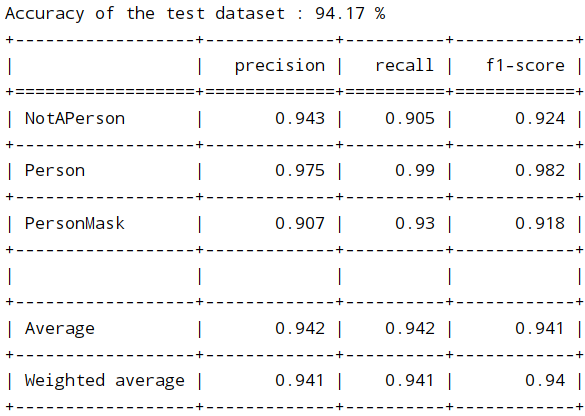 Accuracy of the test dataset : 94.17 %
+------------------+-------------+----------+------------+
|                  |   precision |   recall |   f1-score |
+==================+=============+==========+============+
| NotAPerson       |       0.943 |    0.905 |      0.924 |
+------------------+-------------+----------+------------+
| Person           |       0.975 |     0.99 |      0.982 |
+------------------+-------------+----------+------------+
| PersonMask       |       0.907 |     0.93 |      0.918 |
+------------------+-------------+----------+------------+
|                  |             |          |            |
+------------------+-------------+----------+------------+
| Average          |       0.942 |    0.942 |      0.941 |
+------------------+-------------+----------+------------+
| Weighted average |       0.941 |    0.941 |       0.94 |
+------------------+-------------+----------+------------+